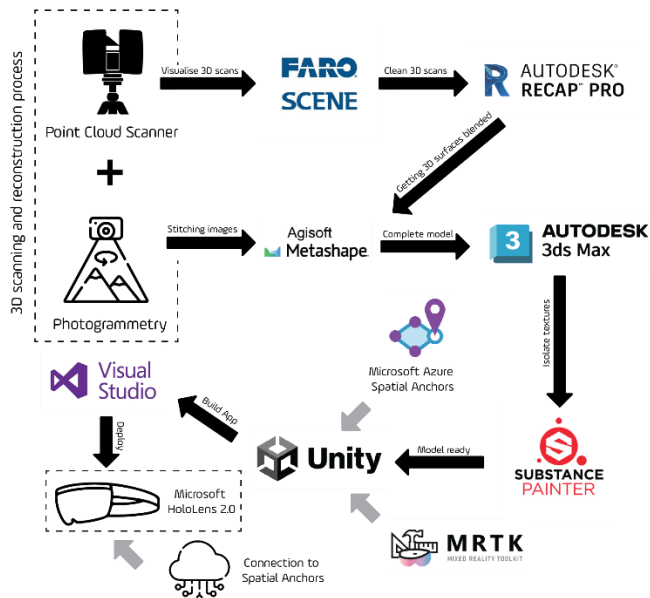 3D scanning and reconstruction process
Point Cloud Scanner
+
Photogrammetry
Visualise 3D scans
FARO
SCENE
Clean 3D scans
R
AUTODESK®
RECAP™ PRO
Getting 3D surfaces blended
Stitching images
Agisoft
Metashape
Complete model
3
AUTODESK
3ds Max
Isolate textures
Microsoft Azure
Spatial Anchors
Visual
Studio
Build App
Deploy
Unity
Model ready
S
SUBSTANCE
PAINTER
Microsoft
HoloLens 2.0
Connection to
Spatial Anchors
MRTK
MIXED REALITY TOOLKIT